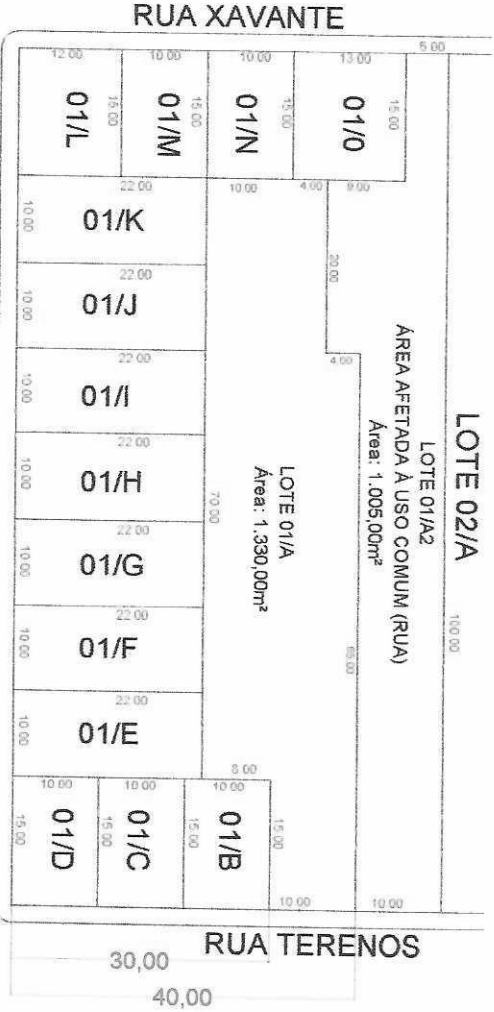 RUA XAVANTE
12.00
10.00
10.00
13.00
5.00
01/L
15.00
01/M
15.00
01/N
15.00
01/0
15.00
22.00
10.00
4.00
9.00
10.00
01/K
20.00
22.00
10.00
01/J
4.00
22.00
10.00
01/I
22.00
10.00
01/H
22.00
10.00
01/G
22.00
10.00
01/F
22.00
10.00
01/E
70.00
LOTE 01/A
Área: 1.330,00m²
65.00
LOTE 01/A2
ÁREA AFETADA À USO COMUM (RUA)
Área: 1.005,00m²
LOTE 02/A
100.00
8.00
10.00
10.00
10.00
15.00
01/D
15.00
01/C
15.00
01/B
15.00
10.00
10.00
RUA TERENOS
30,00
40,00